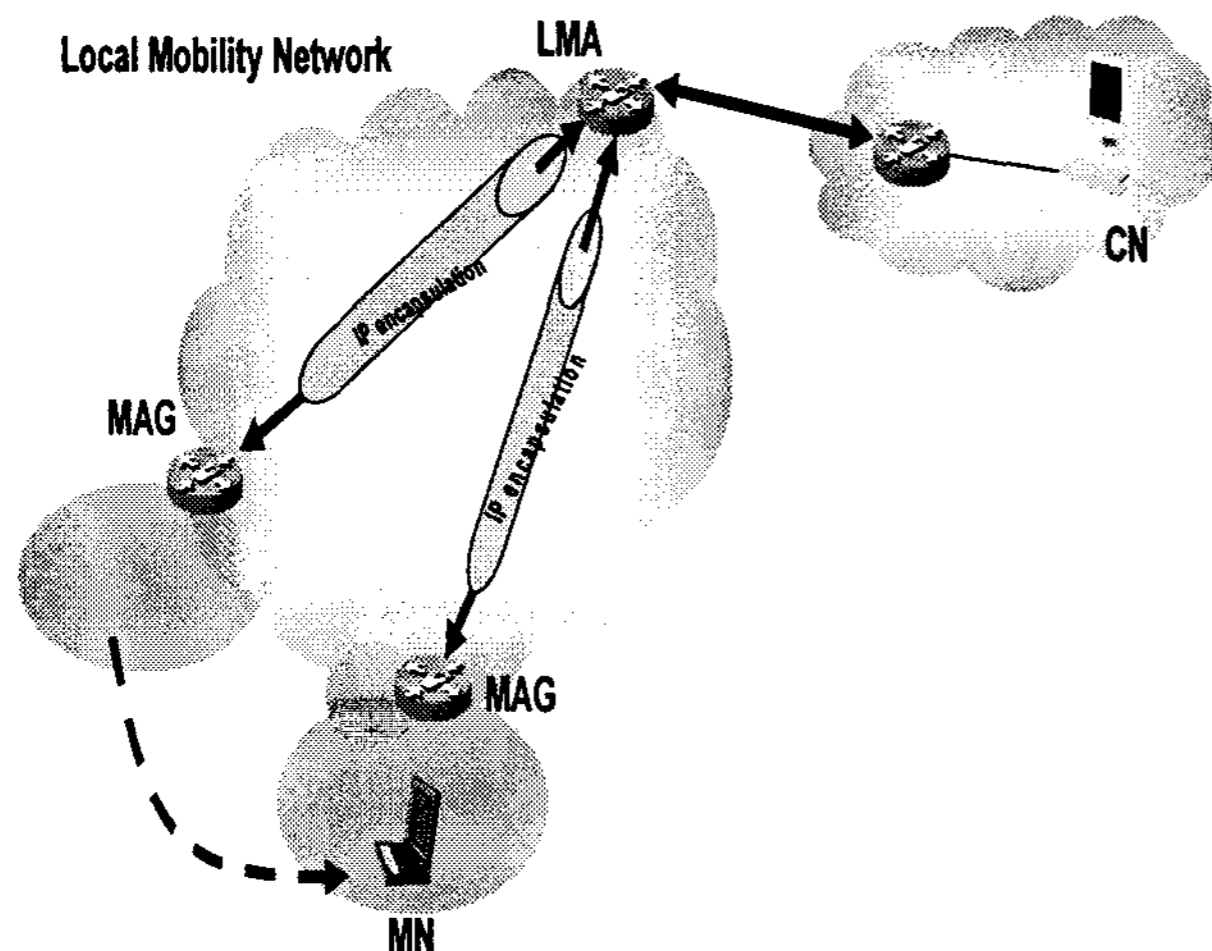 Local Mobility Network
LMA
CN
IP encapsulation
IP encapsulation
MAG
MAG
MN